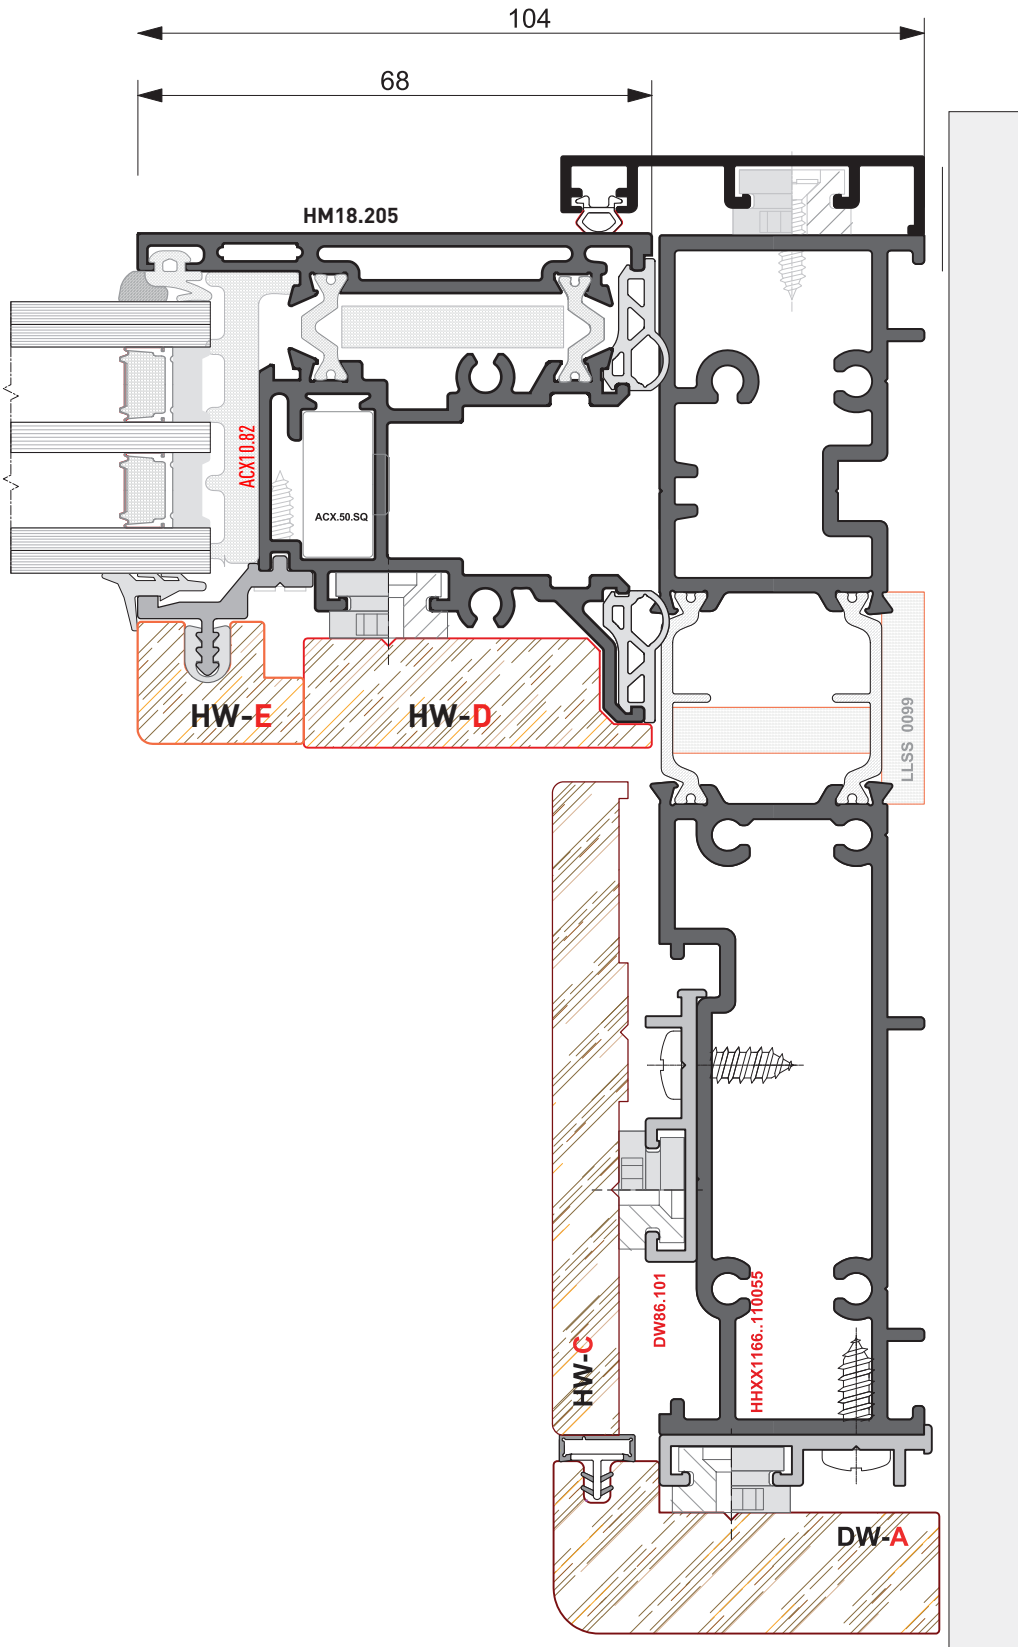 104
68
HM18.205
ACX10.82
ACX.50.SQ
HW-E
HW-D
LLSS 0099
HW-C
DW86.101
HHXX1166..110055
DW-A